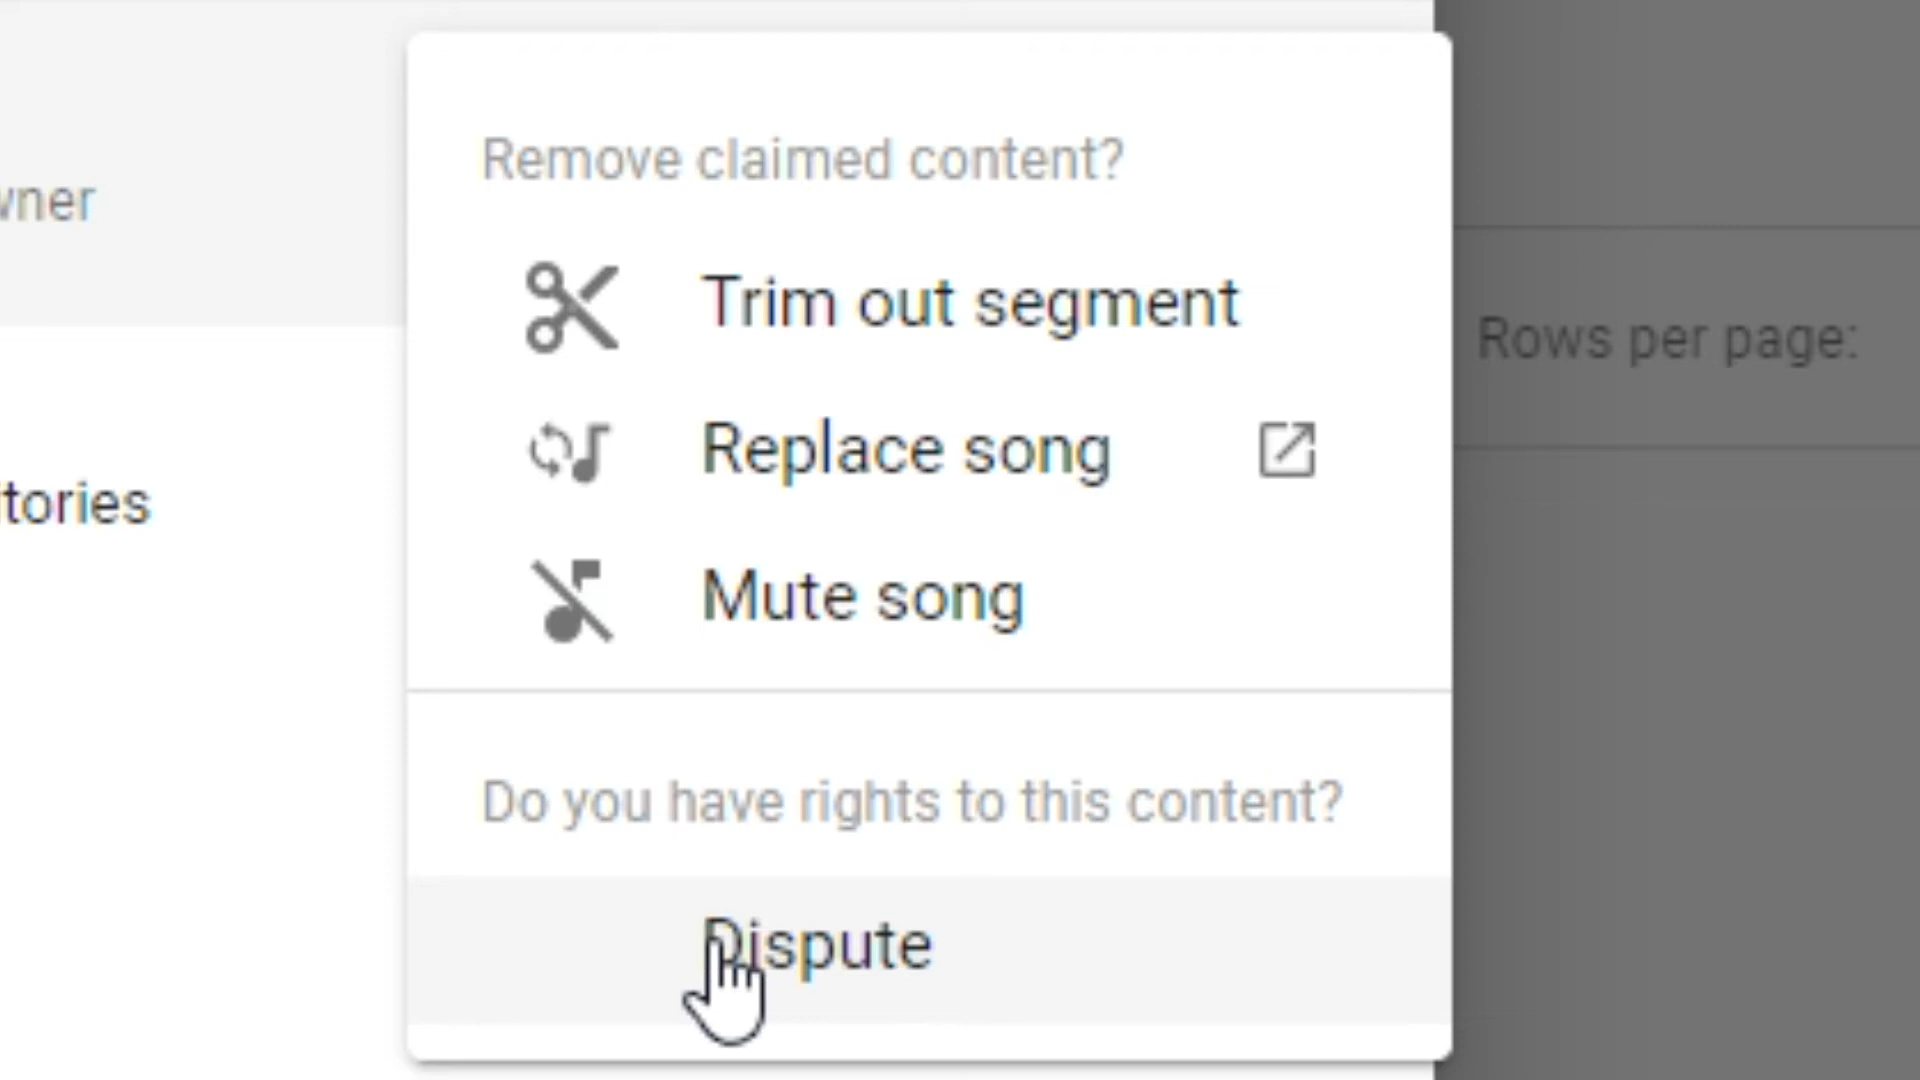 Remove claimed content?
wner
Trim out segment
Rows per page:
Replace song
tories
Mute song
Do you have rights to this content?
Dispute